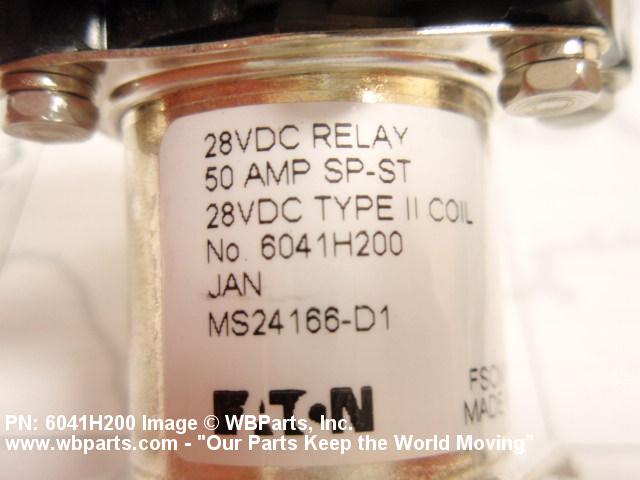 28VDC RELAY
50 AMP SP-ST
28VDC TYPE II COIL
No. 6041H200
JAN
MS24166-D1
EATON
MADE
PN: 6041H200 Image © WBParts, Inc.
www.wbparts.com - "Our Parts Keep the World Moving"